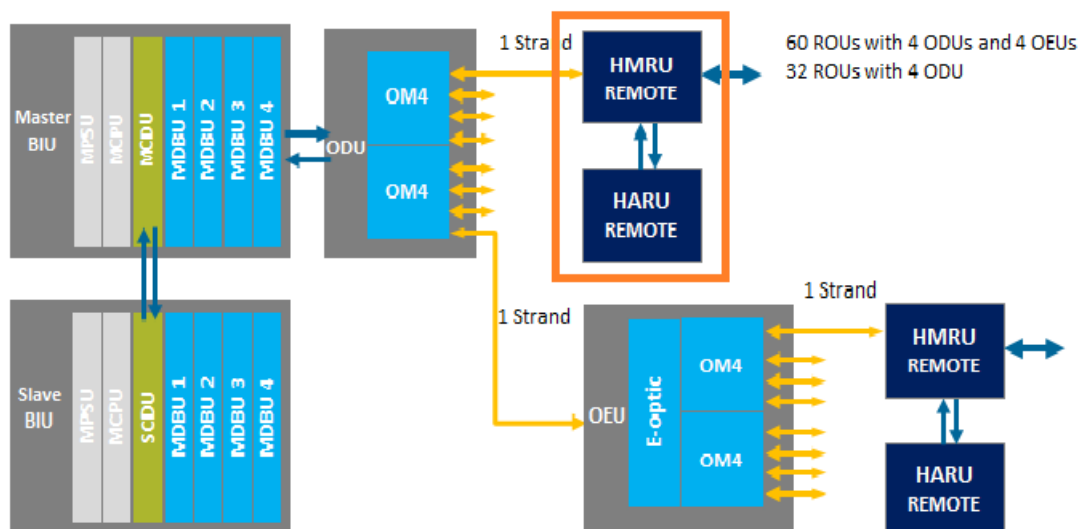 Master
BIU
MPSU
MCIPU
MCIDU
MDBU 1
MDBU 2
MDBU 3
MDBU 4
ODU
OM4
OM4
1 Strand
HMRU
REMOTE
HARU
REMOTE
60 ROUs with 4 ODUs and 4 OEUs
32 ROUs with 4 ODU
Slave
BIU
MPSU
MCPU
SCIDU
MDBU 1
MDBU 2
MDBU 3
MDBU 4
1 Strand
OEU
E-optic
OM4
OM4
1 Strand
HMRU
REMOTE
HARU
REMOTE